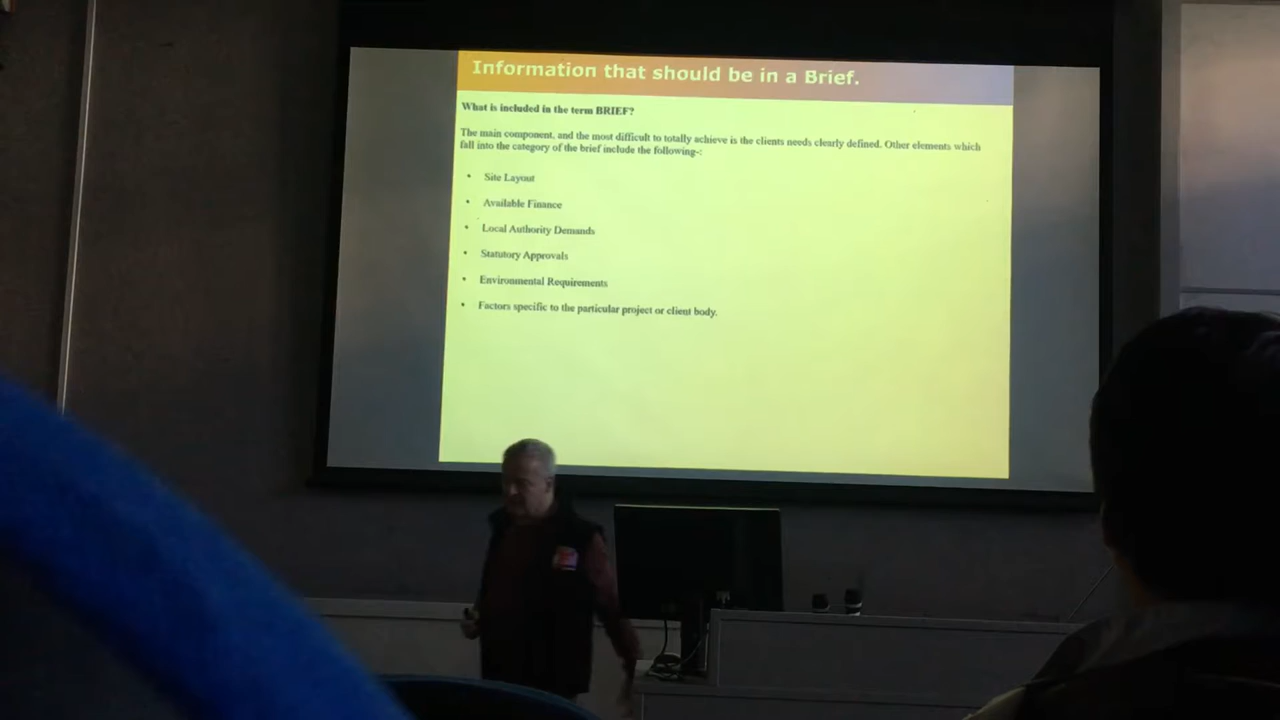 Information that should be in a Brief.
What is included in the term BRIEF?
The main component, and the most difficult to totally achieve is the clients needs clearly defined. Other elements which
fall into the category of the brief include the following-:
• Site Layout
• Available Finance
• Local Authority Demands
• Statutory Approvals
• Environmental Requirements
• Factors specific to the particular project or client body.